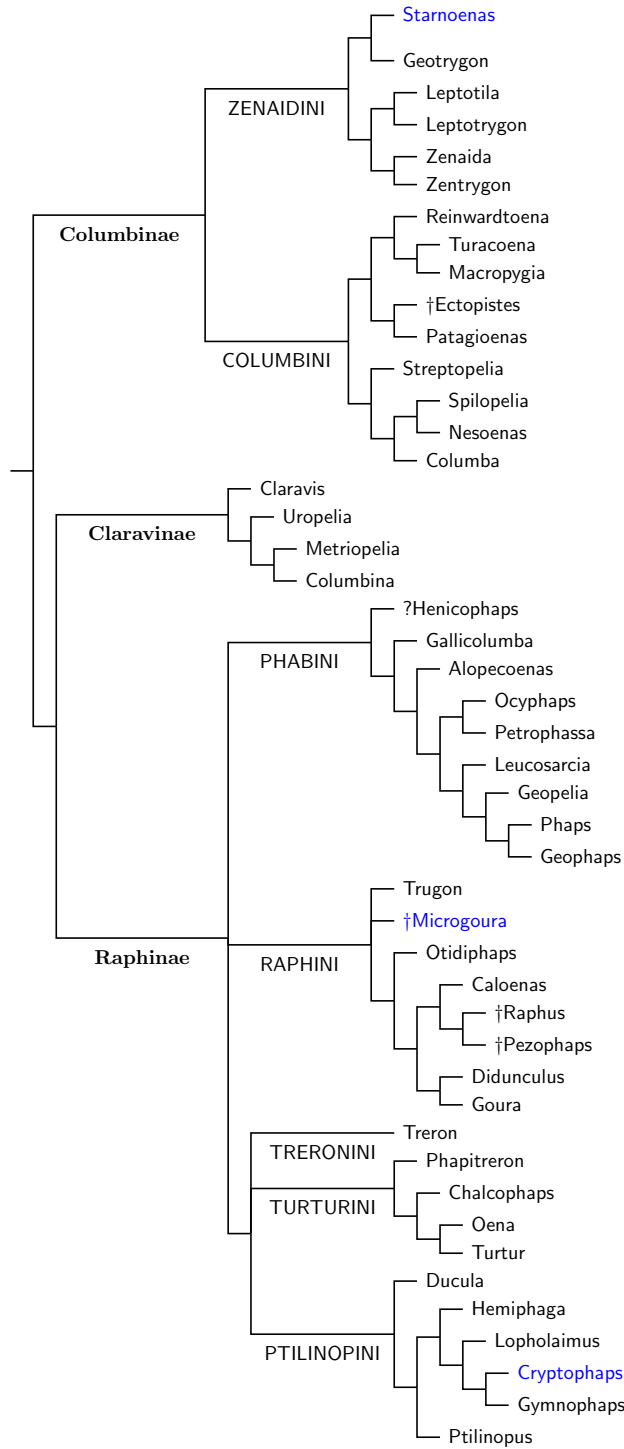 Starnoenas
Geotrygon
Leptotila
ZENAIDINI
Leptotrygon
Zenaida
Zentrygon
Reinwardtoena
Columbinae
Turacoena
Macropygia
†Ectopistes
Patagioenas
COLUMBINI
Streptopelia
Spilopelia
Nesoenas
Columba
Claravis
Uropelia
Claravinae
Metriopelia
Columbina
?Henicophaps
Gallicolumba
PHABINI
Alopecoenas
Ocyphaps
Petrophassa
Leucosarcia
Geopelia
Phaps
Geophaps
Trugon
†Microgoura
Otidiphaps
Raphinae
RAPHINI
Caloenas
†Raphus
†Pezophaps
Didunculus
Goura
Treron
TRERONINI
Phapitreron
Chalcophaps
TURTURINI
Oena
Turtur
Ducula
Hemiphaga
Lopholaimus
PTILINOPINI
Cryptophaps
Gymnophaps
Ptilinopus